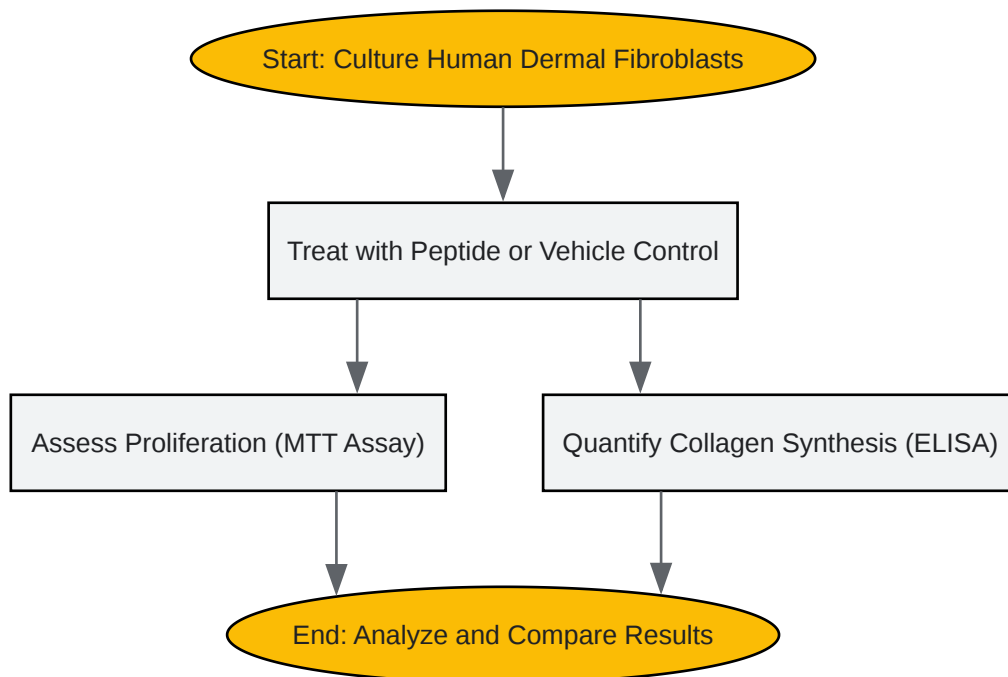 Start: Culture Human Dermal Fibroblasts
Treat with Peptide or Vehicle Control
Assess Proliferation (MTT Assay)
Quantify Collagen Synthesis (ELISA)
End: Analyze and Compare Results